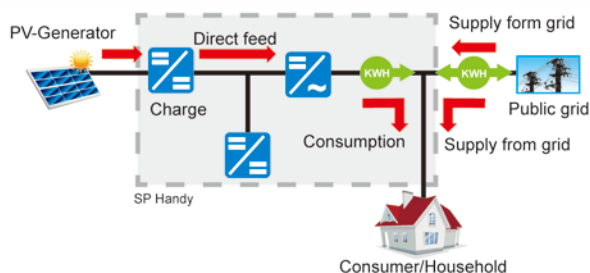 PV-Generator
Direct feed
Supply form grid
KWH
KWH
Charge
Public grid
Consumption
Supply from grid
SP Handy
Consumer/Household